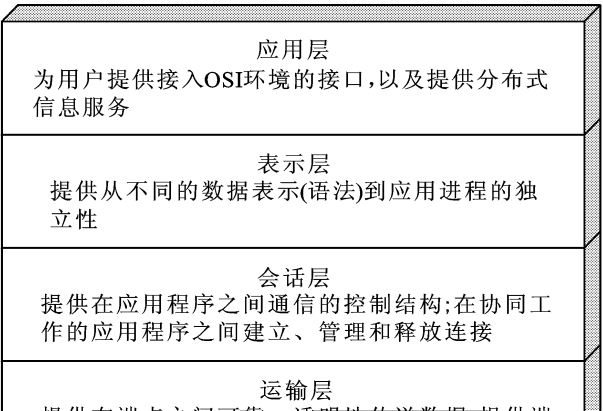 应用层
为用户提供接入OSI环境的接口,以及提供分布式
信息服务
表示层
提供从不同的数据表示(语法)到应用进程的独
立性
会话层
提供在应用程序之间通信的控制结构;在协同工
作的应用程序之间建立、管理和释放连接
运输层